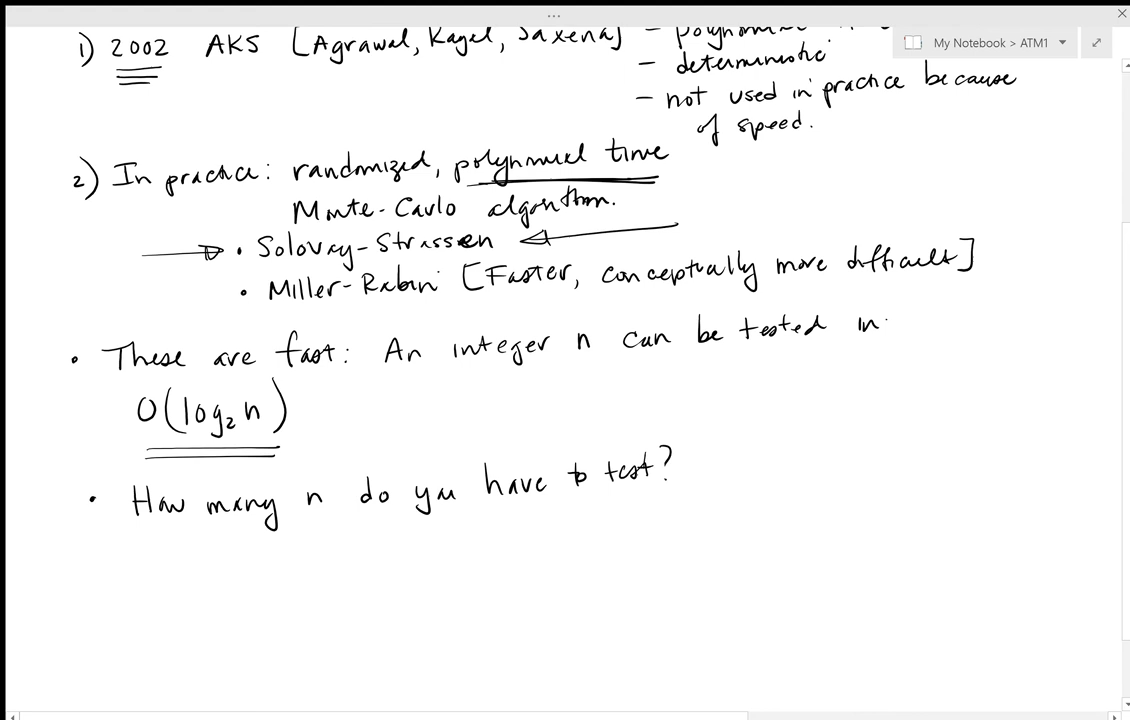 1) 2002 AKS [Agrawal, Kayel, Saxena] -
My Notebook > ATM1
- deterministic
- not used in practice because
of speed.
2) In practice: randomized, polynomial time
Monte-Carlo algorithm.
• Solovay-Strassen
• Miller-Rabin [Faster, conceptually more difficult]
• These are fast: An integer n can be tested in
O(log₂ n)
• How many n do you have to test?